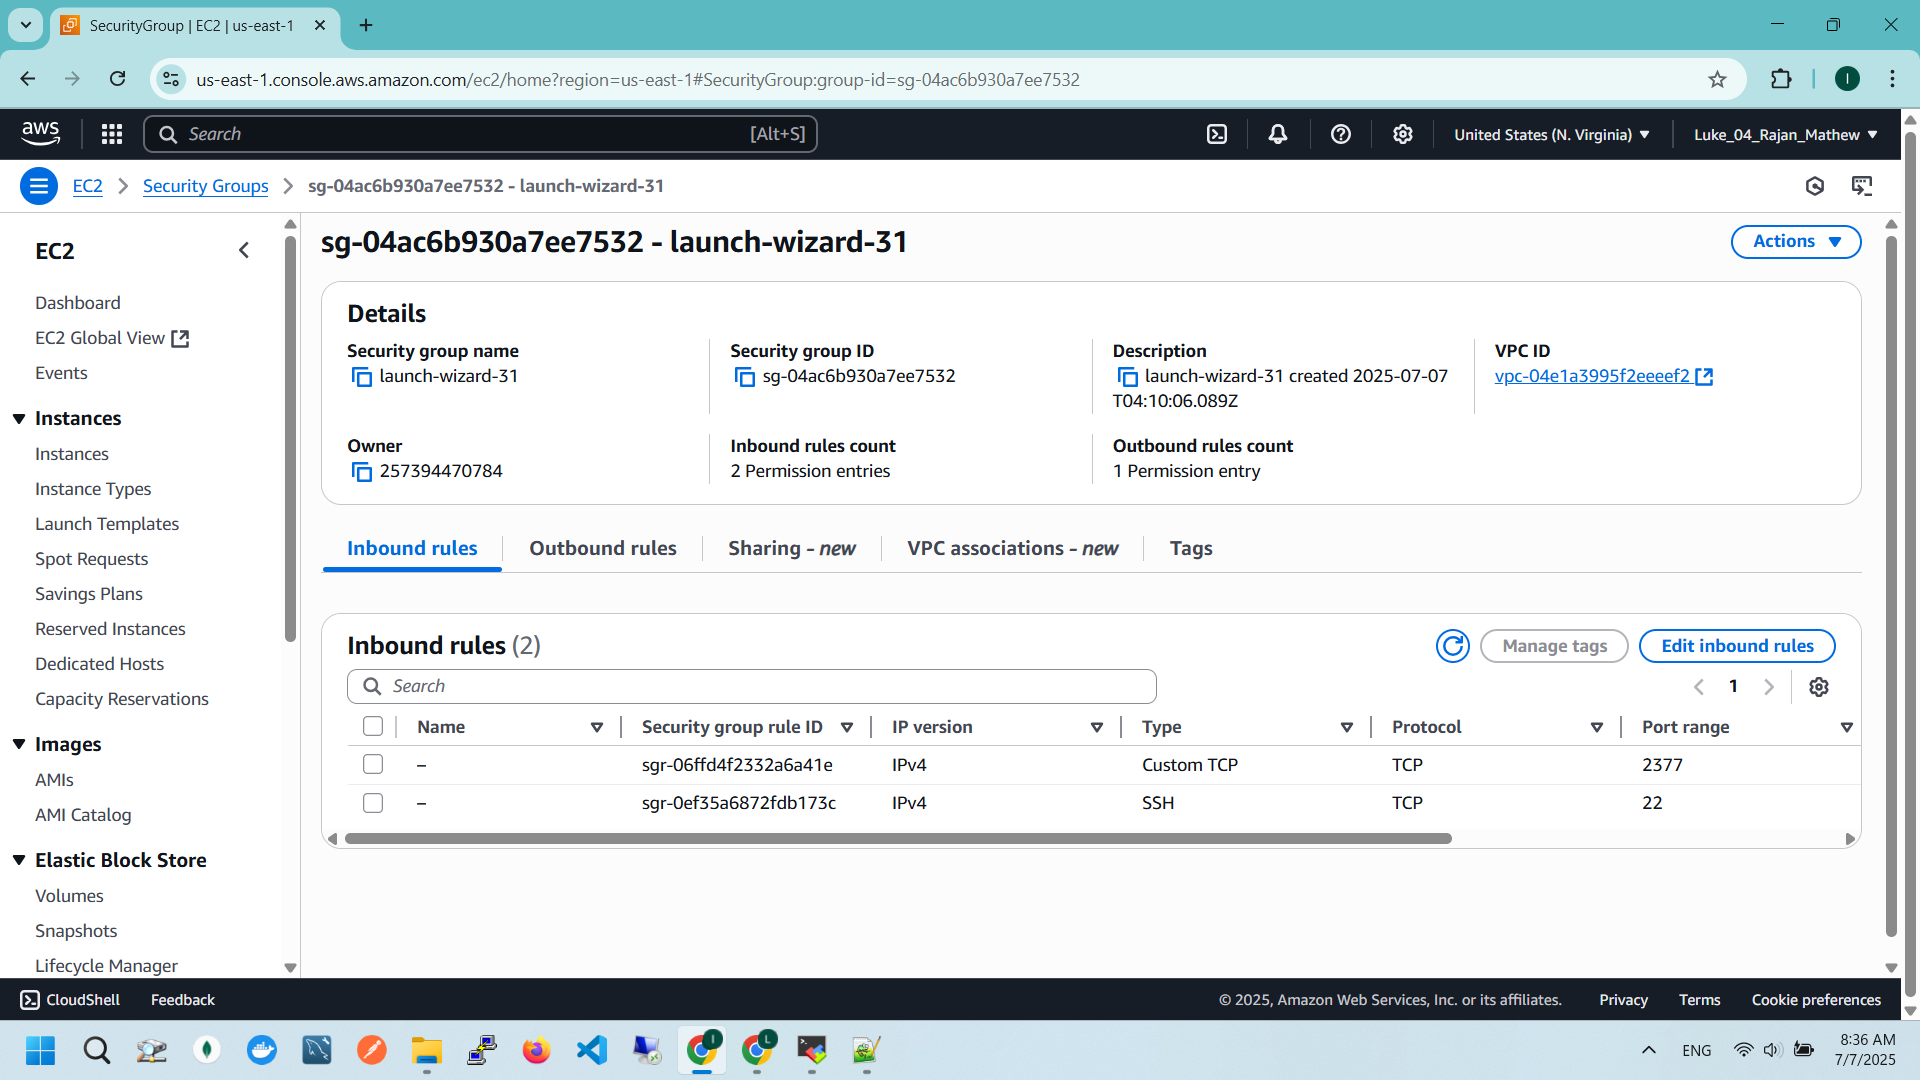 SecurityGroup | EC2 | us-east-1
us-east-1.console.aws.amazon.com/ec2/home?region=us-east-1#SecurityGroup:group-id=sg-04ac6b930a7ee7532
I
aws
Search
[Alt+S]
United States (N. Virginia)
Luke_04_Rajan_Mathew
EC2
Security Groups
sg-04ac6b930a7ee7532 - launch-wizard-31
EC2
Dashboard
EC2 Global View
Events
Instances
Instances
Instance Types
Launch Templates
Spot Requests
Savings Plans
Reserved Instances
Dedicated Hosts
Capacity Reservations
Images
AMIs
AMI Catalog
Elastic Block Store
Volumes
Snapshots
Lifecycle Manager
sg-04ac6b930a7ee7532 - launch-wizard-31
Actions
Details
Security group name
launch-wizard-31
Security group ID
sg-04ac6b930a7ee7532
Description
launch-wizard-31 created 2025-07-07
T04:10:06.089Z
VPC ID
vpc-04e1a3995f2eeeef2
Owner
257394470784
Inbound rules count
2 Permission entries
Outbound rules count
1 Permission entry
Inbound rules
Outbound rules
Sharing - new
VPC associations - new
Tags
Inbound rules (2)
Manage tags
Edit inbound rules
Search
1
Name Security group rule ID IP version Type Protocol Port range
– sgr-06ffd4f2332a6a41e IPv4 Custom TCP TCP 2377
– sgr-0ef35a6872fdb173c IPv4 SSH TCP 22
CloudShell
Feedback
© 2025, Amazon Web Services, Inc. or its affiliates.
Privacy
Terms
Cookie preferences
I
L
ENG
8:36 AM
7/7/2025